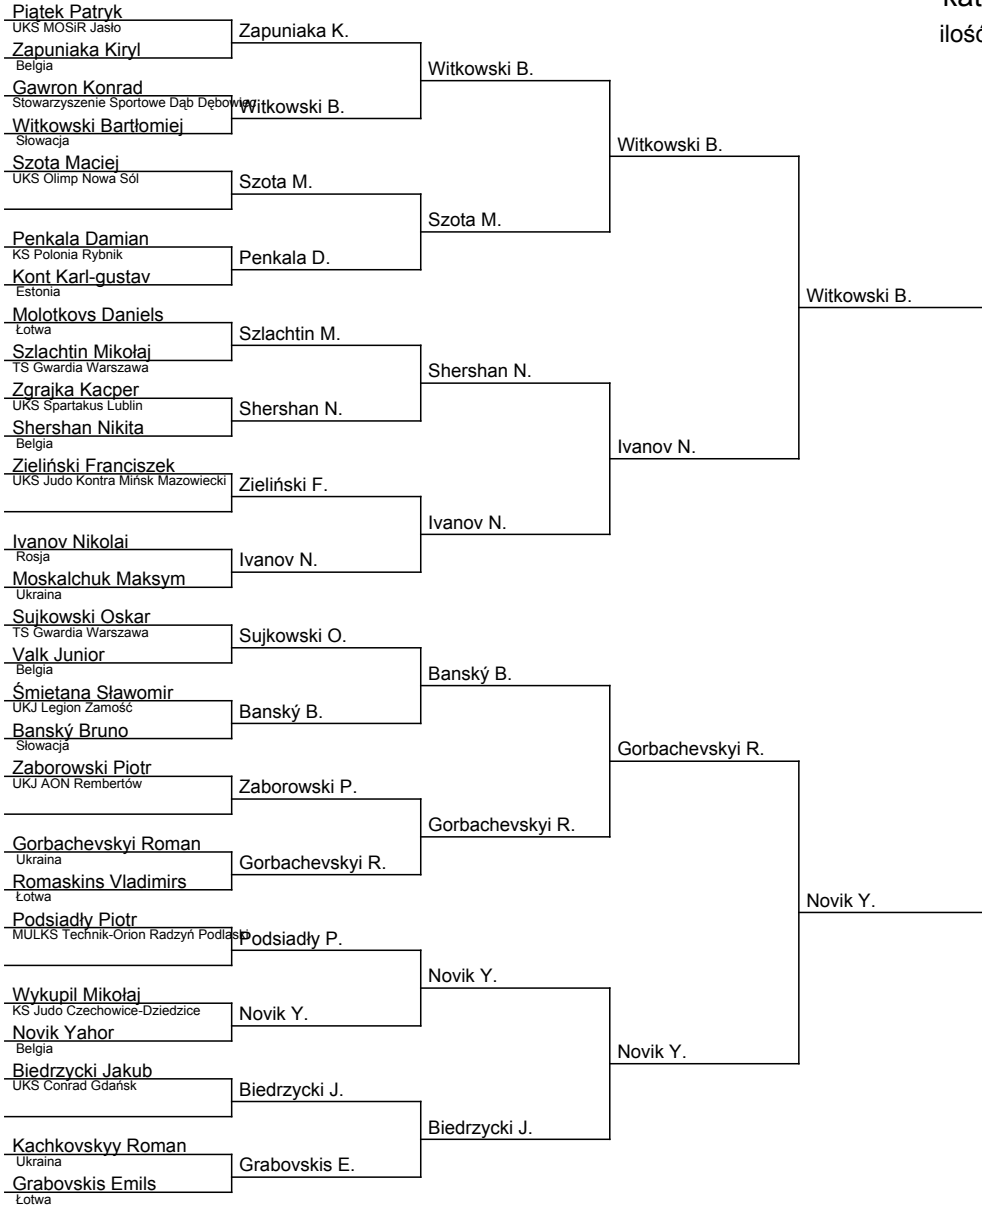 Piątek Patryk
UKS MOSiR Jasło
Zapuniaka Kiryl
Belgia
Gawron Konrad
Stowarzyszenie Sportowe Dąb Dębowiec
Witkowski Bartłomiej
Słowacja
Szota Maciej
UKS Olimp Nowa Sól
Penkala Damian
KS Polonia Rybnik
Kont Karl-gustav
Estonia
Molotkovs Daniels
Łotwa
Szlachtin Mikołaj
TS Gwardia Warszawa
Zgrajka Kacper
UKS Spartakus Lublin
Shershan Nikita
Belgia
Zieliński Franciszek
UKS Judo Kontra Mińsk Mazowiecki
Ivanov Nikolai
Rosja
Moskalchuk Maksym
Ukraina
Sujkowski Oskar
TS Gwardia Warszawa
Valk Junior
Belgia
Śmietana Sławomir
UKJ Legion Zamość
Banský Bruno
Słowacja
Zaborowski Piotr
UKJ AON Rembertów
Gorbachevskyi Roman
Ukraina
Romaskins Vladimirs
Łotwa
Podsiadły Piotr
MULKS Technik-Orion Radzyń Podlaski
Wykupil Mikołaj
KS Judo Czechowice-Dziedzice
Novik Yahor
Belgia
Biedrzycki Jakub
UKS Conrad Gdańsk
Kachkovskyy Roman
Ukraina
Grabovskis Emils
Łotwa
Zapuniaka K.
Witkowski B.
Szota M.
Penkala D.
Szlachtin M.
Shershan N.
Zieliński F.
Ivanov N.
Sujkowski O.
Banský B.
Zaborowski P.
Gorbachevskyi R.
Podsiadły P.
Novik Y.
Biedrzycki J.
Grabovskis E.
Witkowski B.
Szota M.
Shershan N.
Ivanov N.
Banský B.
Gorbachevskyi R.
Novik Y.
Biedrzycki J.
Witkowski B.
Ivanov N.
Gorbachevskyi R.
Novik Y.
Witkowski B.
Novik Y.
ilość